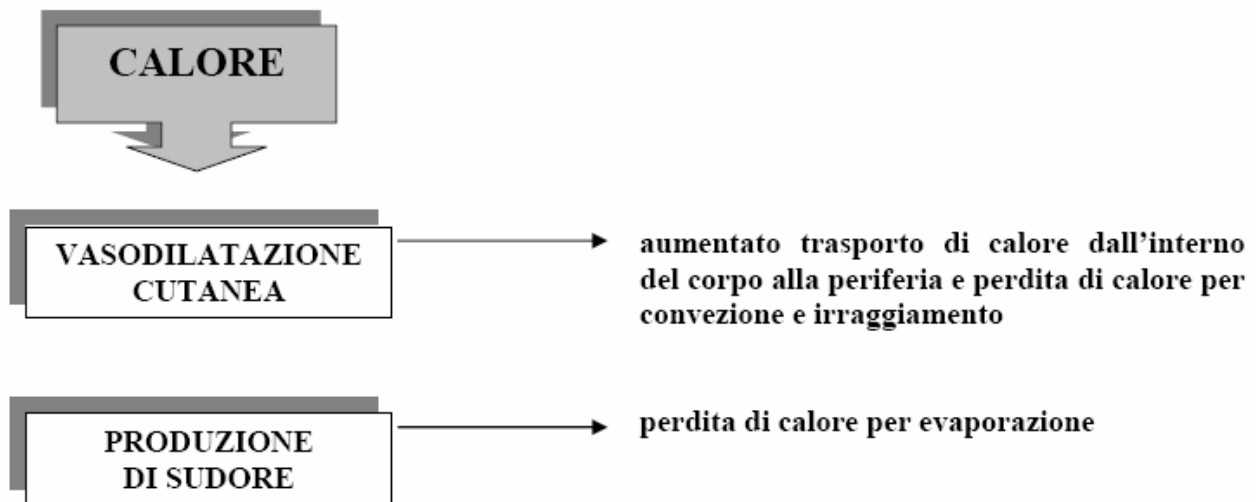 CALORE
VASODILATAZIONE
CUTANEA
aumentato trasporto di calore dall'interno
del corpo alla periferia e perdita di calore per
convezione e irraggiamento
PRODUZIONE
DI SUDORE
perdita di calore per evaporazione